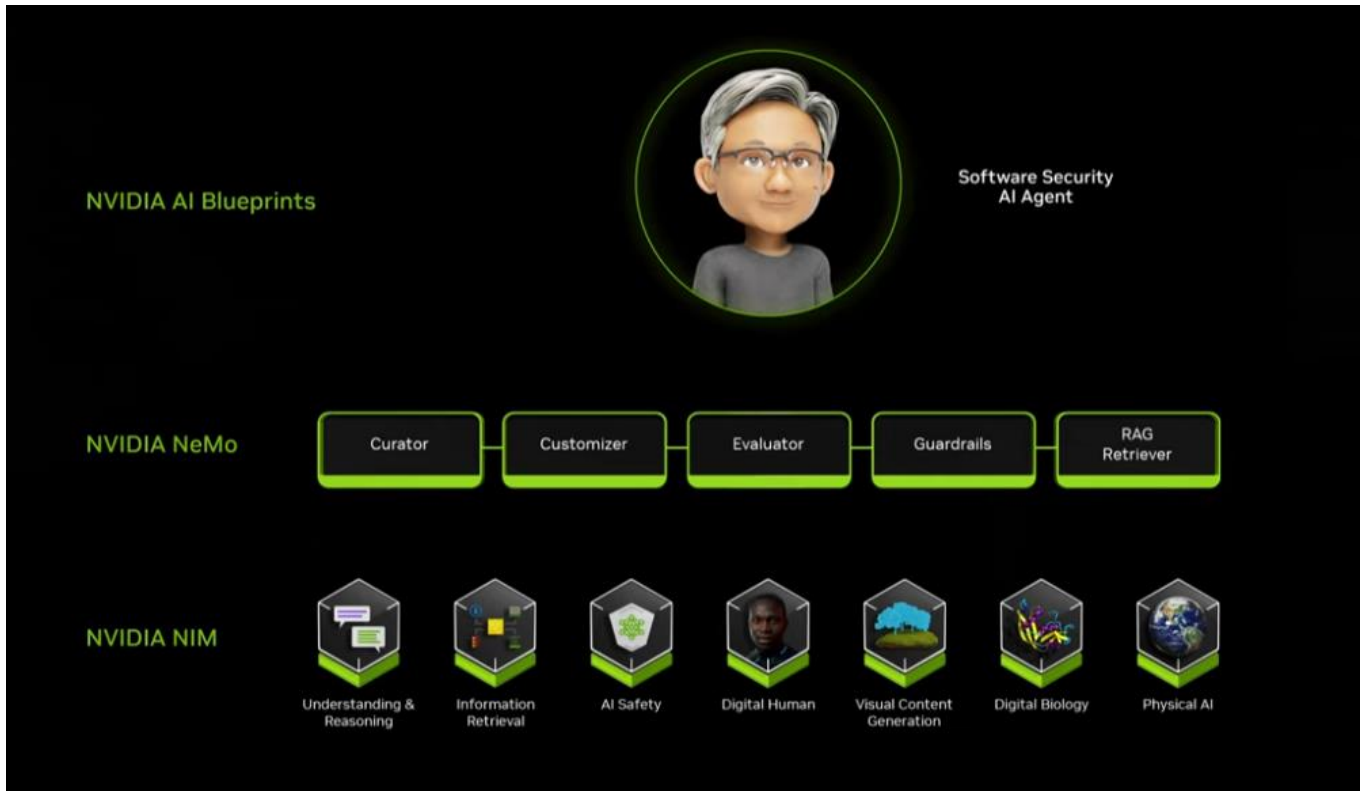 NVIDIA AI Blueprints
Software Security
AI Agent
NVIDIA NeMo
Curator
Customizer
Evaluator
Guardrails
RAG
Retriever
NVIDIA NIM
Understanding &
Reasoning
Information
Retrieval
AI Safety
Digital Human
Visual Content
Generation
Digital Biology
Physical AI